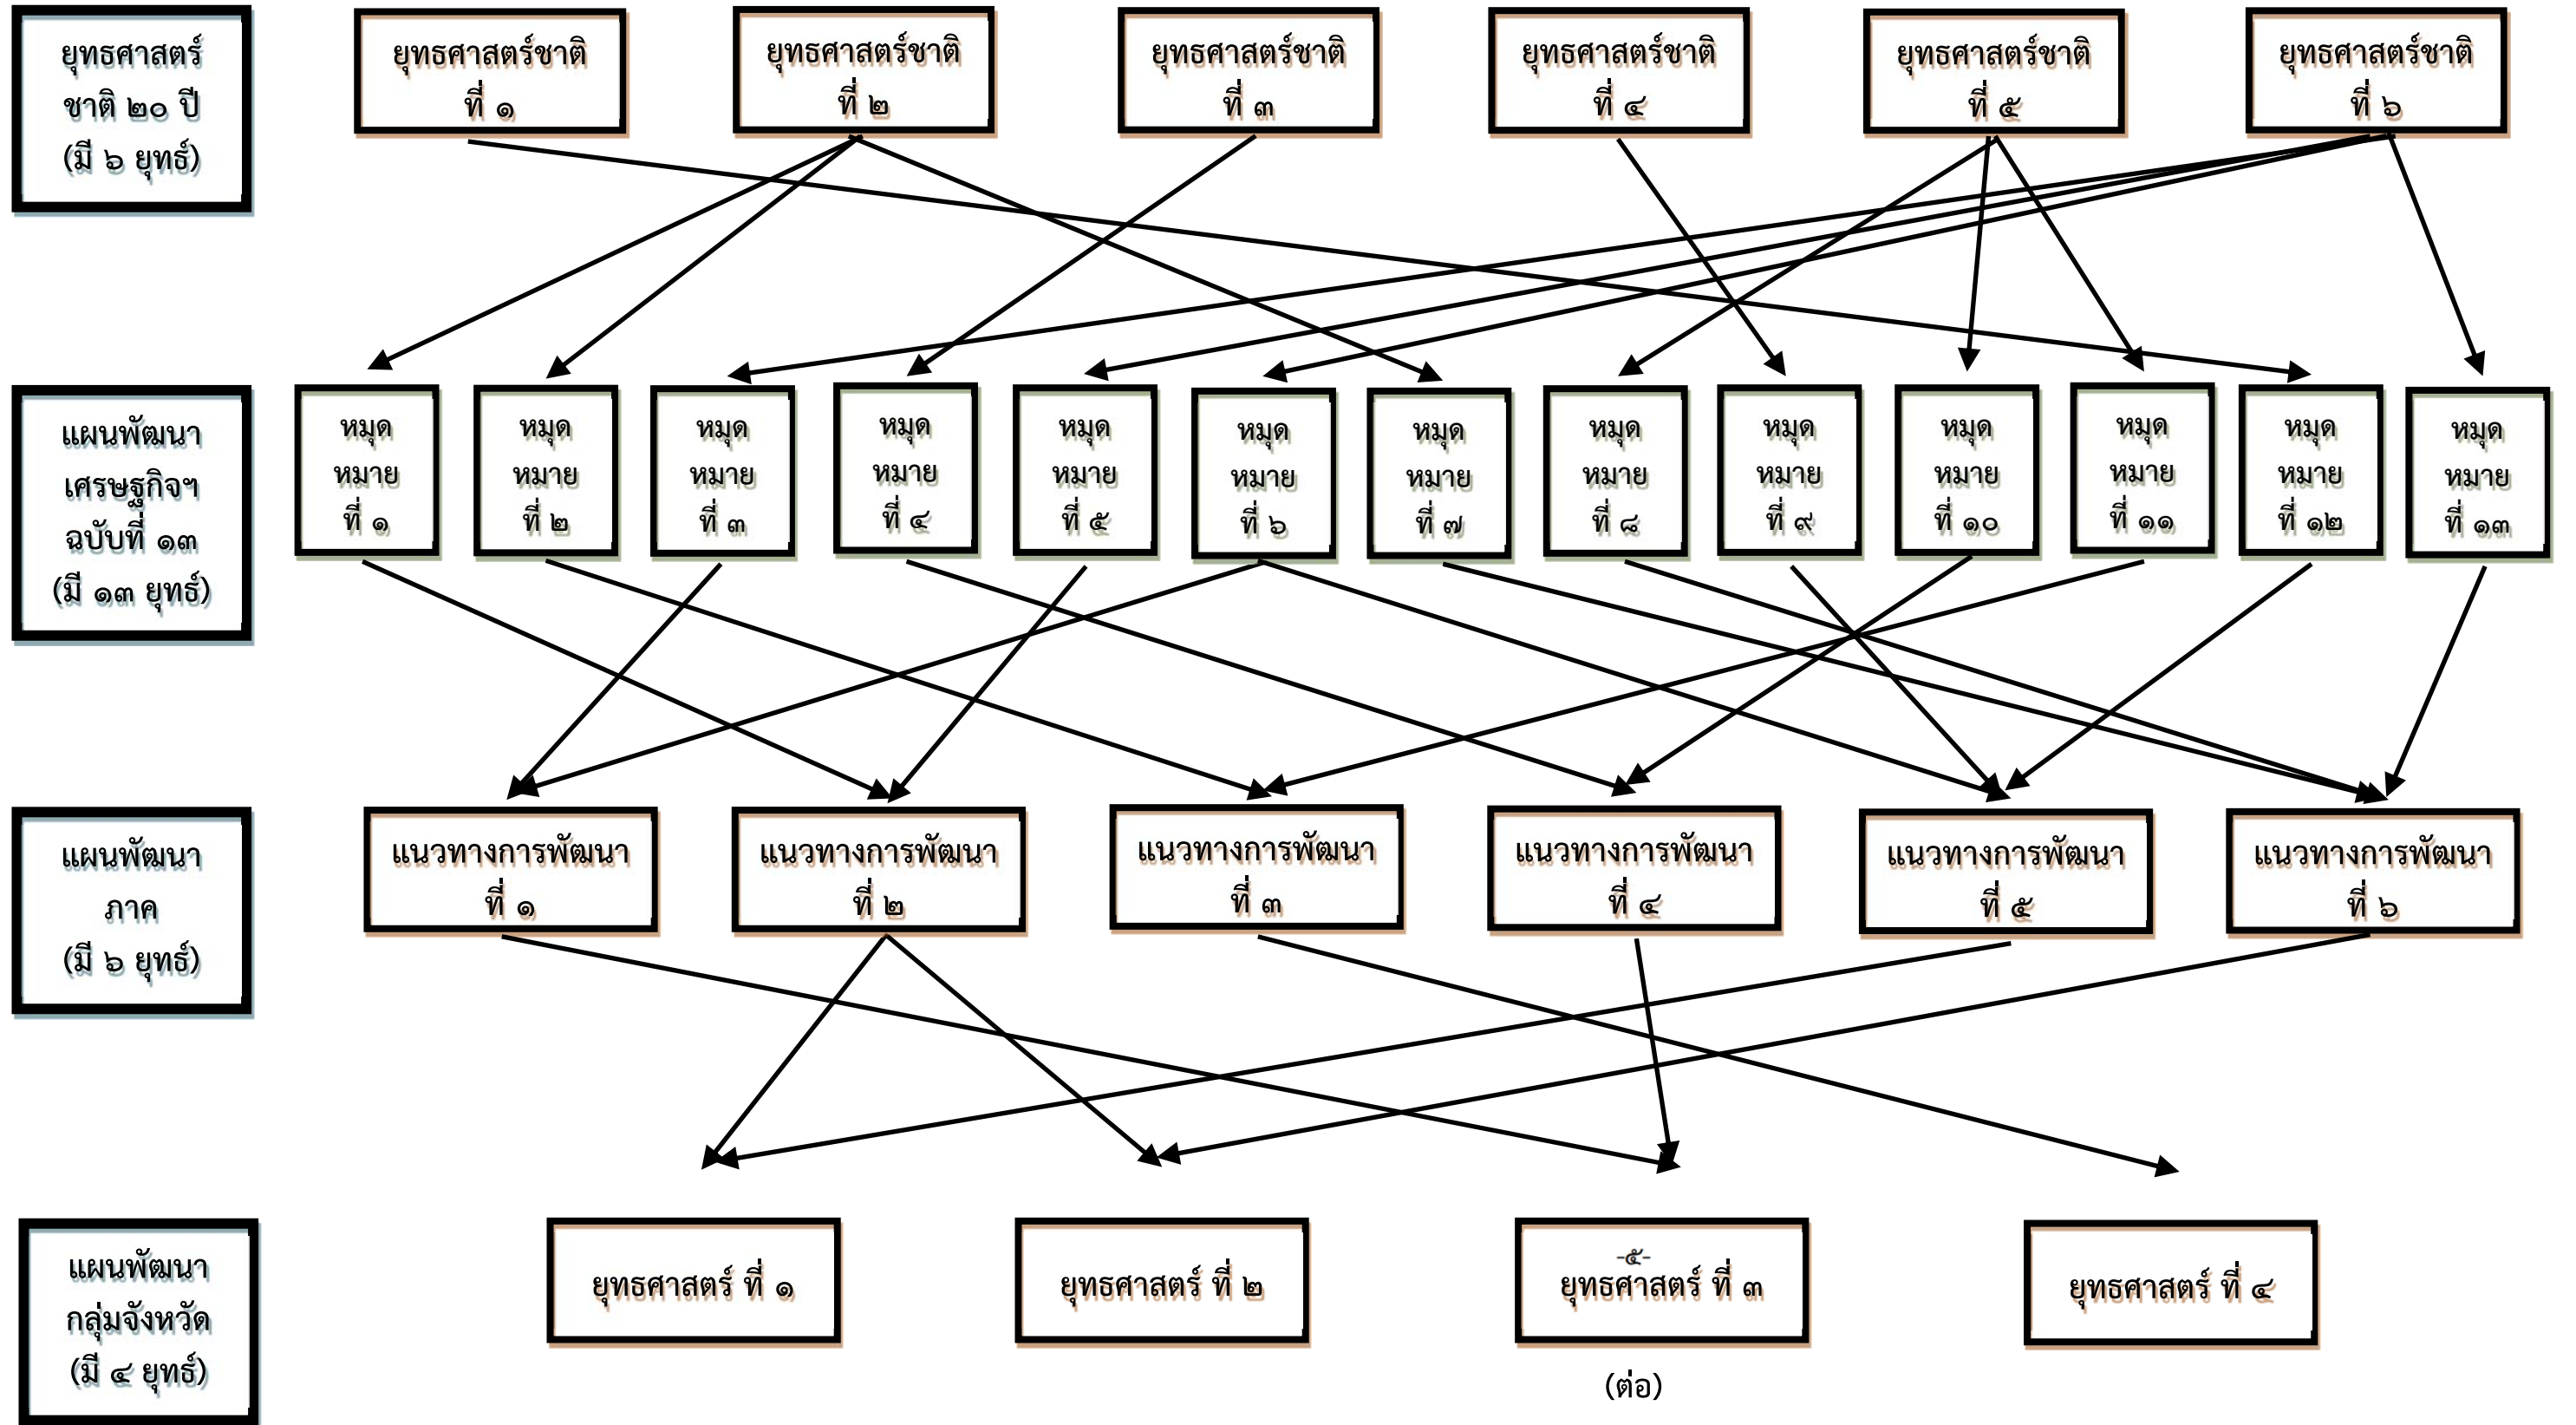 ยุทธศาสตร์
ชาติ ๒๐ ปี
(มี ๖ ยุทธ์)
ยุทธศาสตร์ชาติ
ที่ ๑
ยุทธศาสตร์ชาติ
ที่ ๒
ยุทธศาสตร์ชาติ
ที่ ๓
ยุทธศาสตร์ชาติ
ที่ ๔
ยุทธศาสตร์ชาติ
ที่ ๕
ยุทธศาสตร์ชาติ
ที่ ๖
แผนพัฒนา
เศรษฐกิจฯ
ฉบับที่ ๑๓
(มี ๑๓ ยุทธ์)
หมุด
หมาย
ที่ ๑
หมุด
หมาย
ที่ ๒
หมุด
หมาย
ที่ ๓
หมุด
หมาย
ที่ ๔
หมุด
หมาย
ที่ ๕
หมุด
หมาย
ที่ ๖
หมุด
หมาย
ที่ ๗
หมุด
หมาย
ที่ ๘
หมุด
หมาย
ที่ ๙
หมุด
หมาย
ที่ ๑๐
หมุด
หมาย
ที่ ๑๑
หมุด
หมาย
ที่ ๑๒
หมุด
หมาย
ที่ ๑๓
แผนพัฒนา
ภาค
(มี ๖ ยุทธ์)
แนวทางการพัฒนา
ที่ ๑
แนวทางการพัฒนา
ที่ ๒
แนวทางการพัฒนา
ที่ ๓
แนวทางการพัฒนา
ที่ ๔
แนวทางการพัฒนา
ที่ ๕
แนวทางการพัฒนา
ที่ ๖
แผนพัฒนา
กลุ่มจังหวัด
(มี ๔ ยุทธ์)
ยุทธศาสตร์ ที่ ๑
ยุทธศาสตร์ ที่ ๒
-๕-
ยุทธศาสตร์ ที่ ๓
ยุทธศาสตร์ ที่ ๔
(ต่อ)